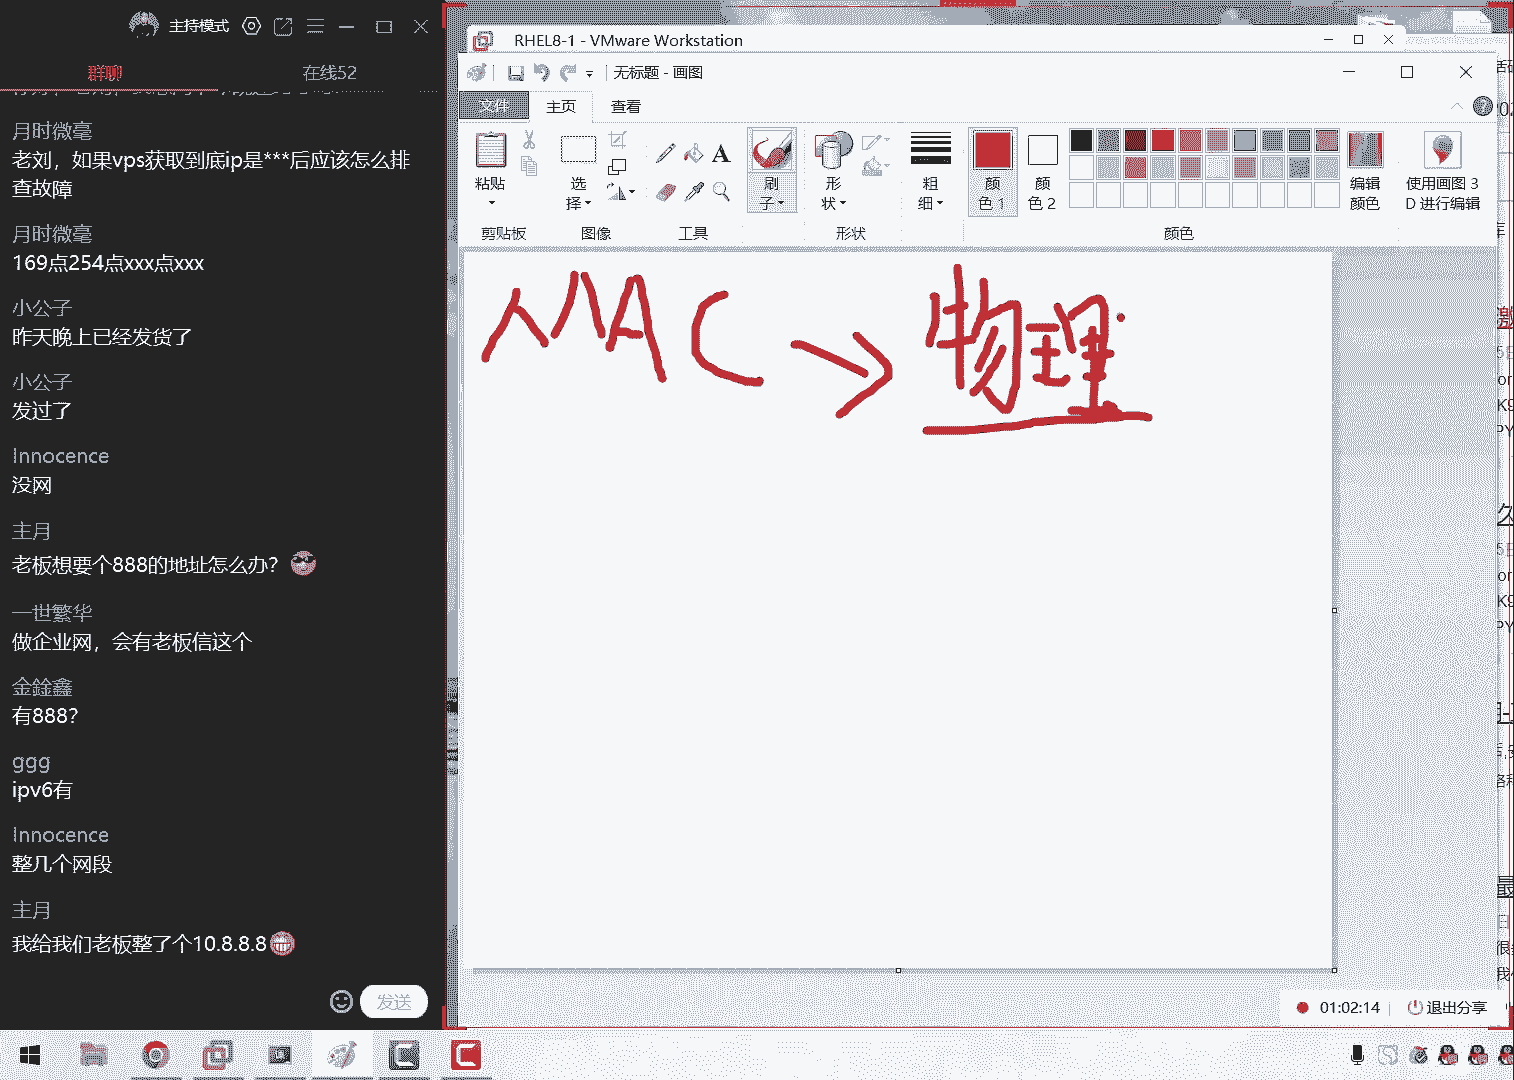 主持模式
群聊
在线52
月时微毫
老刘，如果vps获取到底ip是***后应该怎么排
查故障
月时微毫
169点254点xxx点xxx
小公子
昨天晚上已经发货了
小公子
发过了
Innocence
没网
主月
老板想要个888的地址怎么办？
一世繁华
做企业网，会有老板信这个
金銓鑫
有888?
ggg
ipv6有
Innocence
整几个网段
主月
我给我们老板整了个10.8.8.8
发送
RHEL8-1 - VMware Workstation
无标题 - 画图
文件
主页
查看
粘贴
选
择
A
刷
子
形
状
粗
细
颜
色 1
颜
色 2
编辑
颜色
使用画图 3
D 进行编辑
剪贴板
图像
工具
形状
颜色
MAC → 物理
01:02:14
退出分享